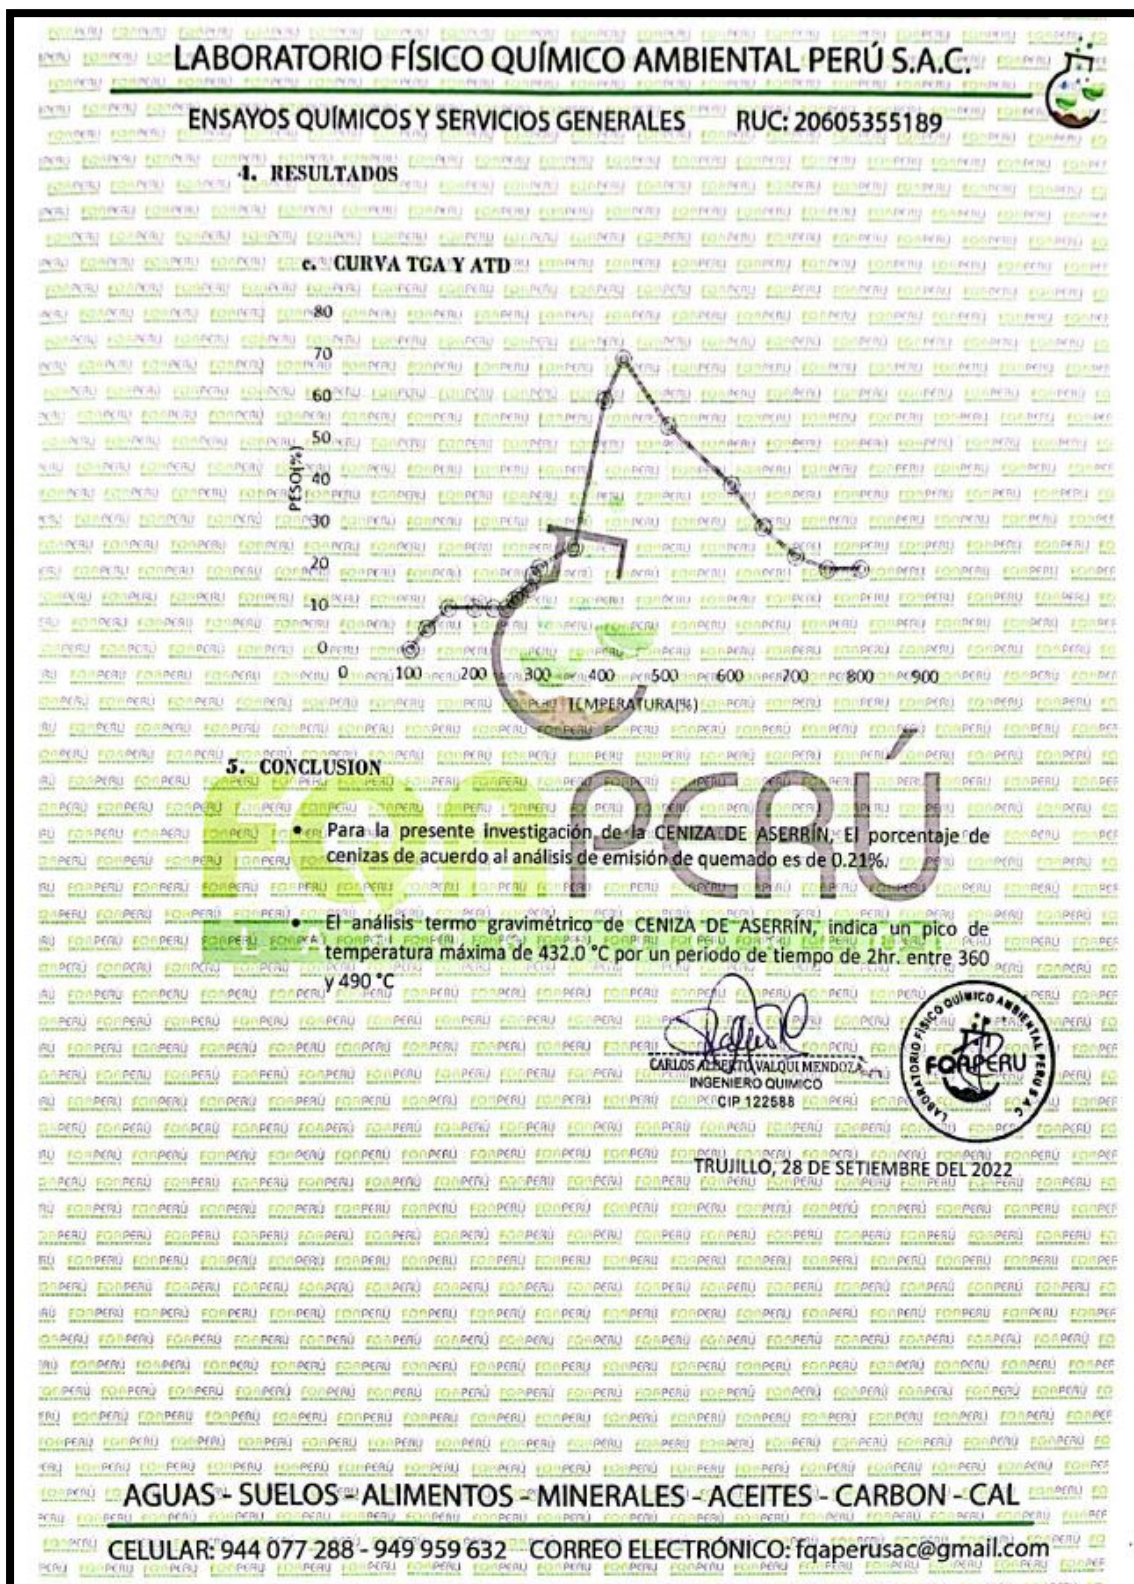 LABORATORIO FÍSICO QUÍMICO AMBIENTAL PERÚ S.A.C.
ENSAYOS QUÍMICOS Y SERVICIOS GENERALES RUC: 20605355189
4. RESULTADOS
c. CURVA TGA Y ATD
80
70
60
50
40
30
20
10
0
PESO(%)
0 100 200 300 400 500 600 700 800 900
TEMPERATURA(%)
5. CONCLUSION
FQAPERÚ
• Para la presente investigación de la CENIZA DE ASERRÍN, El porcentaje de
cenizas de acuerdo al análisis de emisión de quemado es de 0.21%.
• El análisis termo gravimétrico de CENIZA DE ASERRÍN, indica un pico de
temperatura máxima de 432.0 °C por un periodo de tiempo de 2hr. entre 360
y 490 °C
CARLOS ALBERTO VALQUI MENDOZA
INGENIERO QUIMICO
CIP 122588
LABORATORIO FÍSICO QUÍMICO AMBIENTAL PERU S A C
FQAPERU
TRUJILLO, 28 DE SETIEMBRE DEL 2022
AGUAS - SUELOS - ALIMENTOS - MINERALES - ACEITES - CARBON - CAL
CELULAR: 944 077 288 - 949 959 632 CORREO ELECTRÓNICO: fqaperusac@gmail.com